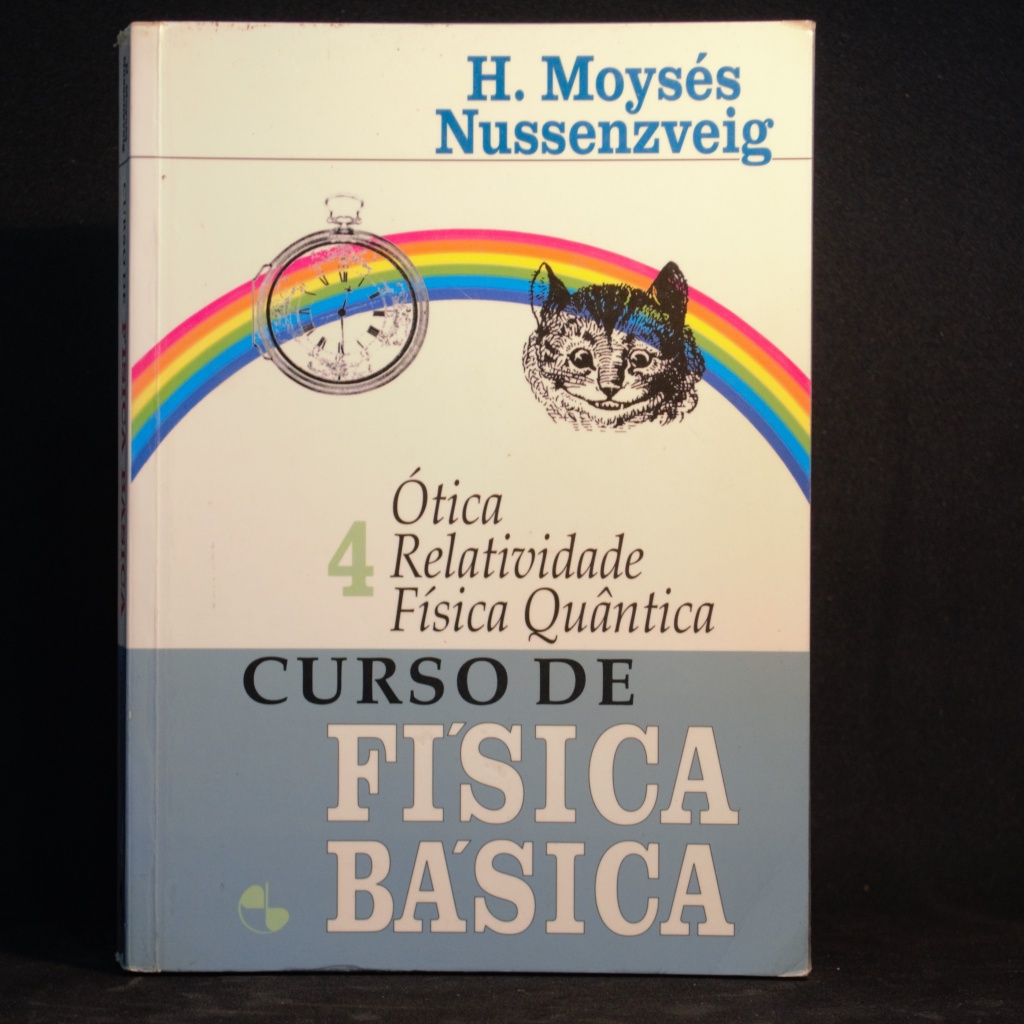 H. Moysés
Nussenzveig
Ótica
4 Relatividade
Física Quântica
CURSO DE
FÍSICA
BÁSICA